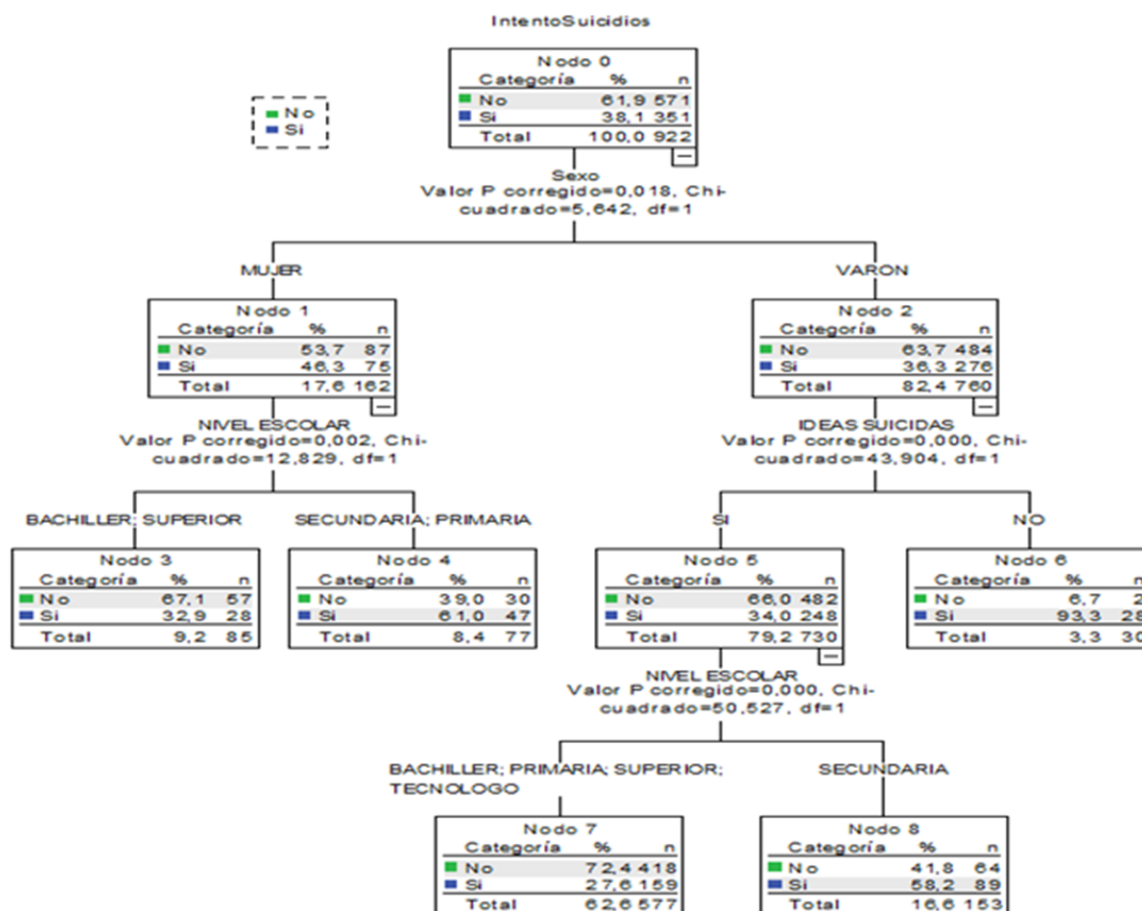 IntentoSuicidios
Nodo 0
Categoría % n
No 61,9 571
Si 38,1 351
Total 100,0 922
No
Si
Sexo
Valor P corregido=0,018, Chi-
cuadrado=5,642, df=1
MUJER
VARON
Nodo 1
Categoría % n
No 53,7 87
Si 46,3 75
Total 17,6 162
Nodo 2
Categoría % n
No 63,7 484
Si 36,3 276
Total 82,4 760
NIVEL ESCOLAR
Valor P corregido=0,002, Chi-
cuadrado=12,829, df=1
IDEAS SUICIDAS
Valor P corregido=0,000, Chi-
cuadrado=43,904, df=1
BACHILLER; SUPERIOR
SECUNDARIA; PRIMARIA
SI
NO
Nodo 3
Categoría % n
No 67,1 57
Si 32,9 28
Total 9,2 85
Nodo 4
Categoría % n
No 39,0 30
Si 61,0 47
Total 8,4 77
Nodo 5
Categoría % n
No 66,0 482
Si 34,0 248
Total 79,2 730
Nodo 6
Categoría % n
No 6,7 2
Si 93,3 28
Total 3,3 30
NIVEL ESCOLAR
Valor P corregido=0,000, Chi-
cuadrado=50,527, df=1
BACHILLER; PRIMARIA; SUPERIOR;
TECNOLOGO
SECUNDARIA
Nodo 7
Categoría % n
No 72,4 418
Si 27,6 159
Total 62,6 577
Nodo 8
Categoría % n
No 41,8 64
Si 58,2 89
Total 16,6 153